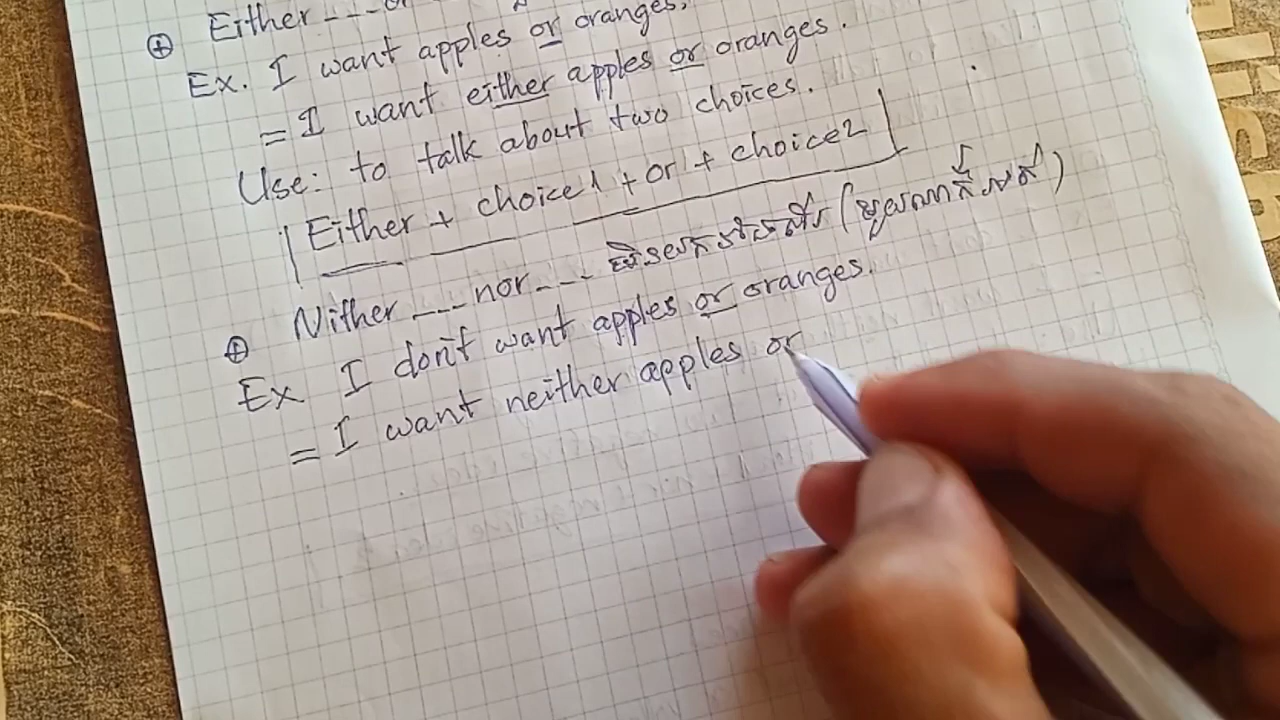 Either ---or
Ex. I want apples or oranges.
= I want either apples or oranges.
Use: to talk about two choices.
Either + choice1 + or + choice2
Nither ---nor---
Ex I don't want apples or oranges.
= I want neither apples or